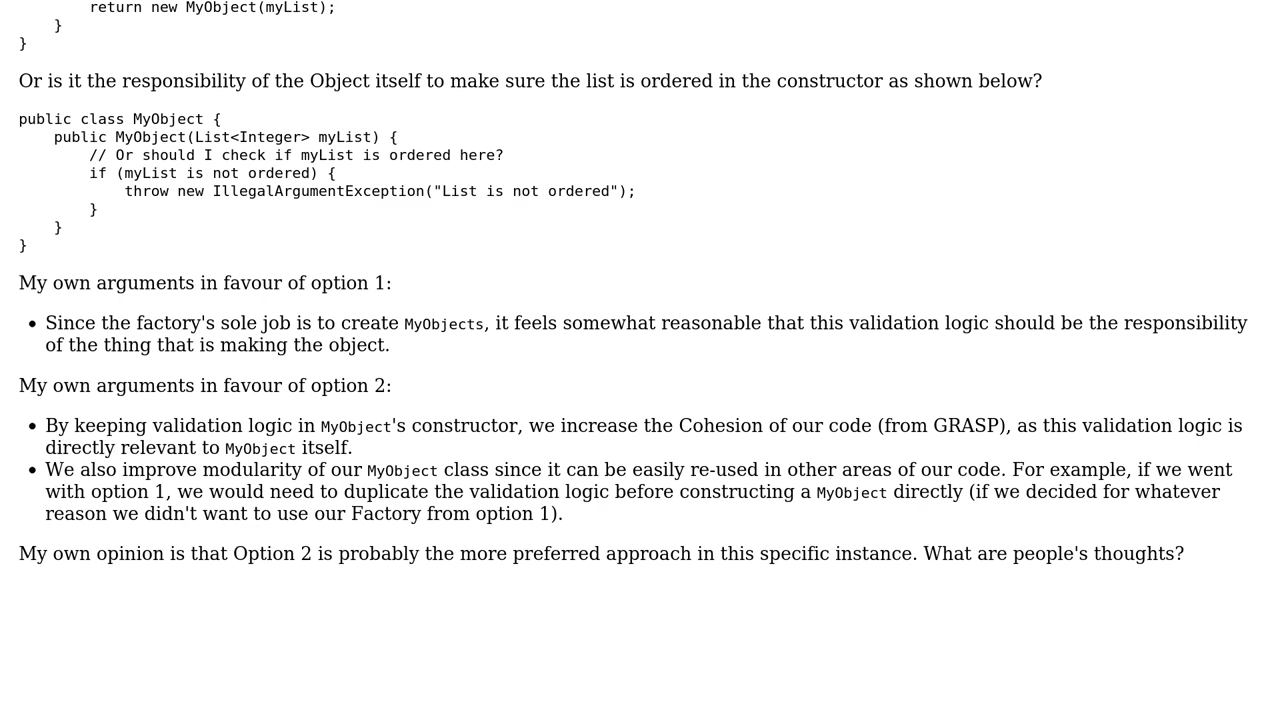 return new MyObject(myList);
    }
}
Or is it the responsibility of the Object itself to make sure the list is ordered in the constructor as shown below?
public class MyObject {
    public MyObject(List<Integer> myList) {
        // Or should I check if myList is ordered here?
        if (myList is not ordered) {
            throw new IllegalArgumentException("List is not ordered");
        }
    }
}
My own arguments in favour of option 1:
• Since the factory's sole job is to create MyObjects, it feels somewhat reasonable that this validation logic should be the responsibility
of the thing that is making the object.
My own arguments in favour of option 2:
• By keeping validation logic in MyObject's constructor, we increase the Cohesion of our code (from GRASP), as this validation logic is
directly relevant to MyObject itself.
• We also improve modularity of our MyObject class since it can be easily re-used in other areas of our code. For example, if we went
with option 1, we would need to duplicate the validation logic before constructing a MyObject directly (if we decided for whatever
reason we didn't want to use our Factory from option 1).
My own opinion is that Option 2 is probably the more preferred approach in this specific instance. What are people's thoughts?